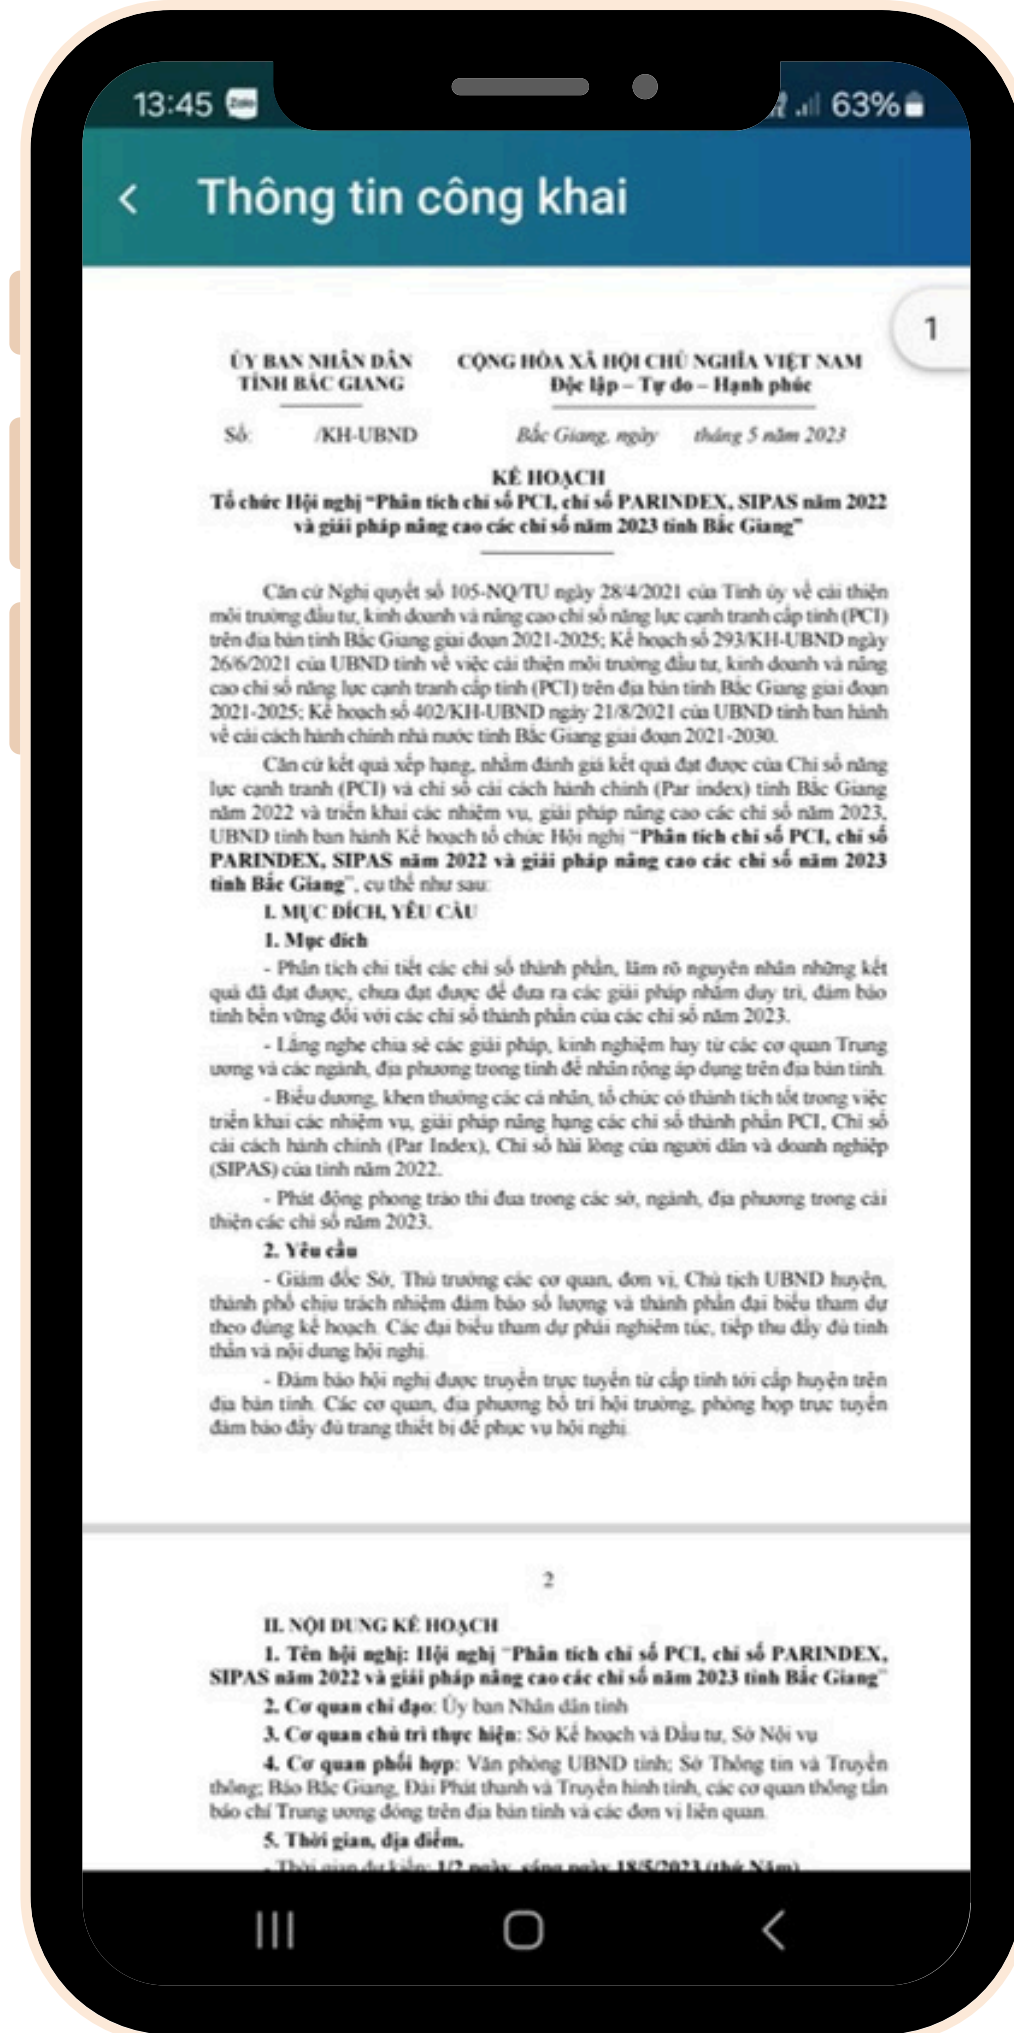 13:45 Zalo 63%
Thông tin công khai
1
ỦY BAN NHÂN DÂN
TỈNH BẮC GIANG
CỘNG HÒA XÃ HỘI CHỦ NGHĨA VIỆT NAM
Độc lập – Tự do – Hạnh phúc
Số: /KH-UBND
Bắc Giang, ngày tháng 5 năm 2023
KẾ HOẠCH
Tổ chức Hội nghị “Phân tích chỉ số PCI, chỉ số PARINDEX, SIPAS năm 2022
và giải pháp nâng cao các chỉ số năm 2023 tỉnh Bắc Giang”
Căn cứ Nghị quyết số 105-NQ/TU ngày 28/4/2021 của Tỉnh ủy về cải thiện
môi trường đầu tư, kinh doanh và nâng cao chỉ số năng lực cạnh tranh cấp tỉnh (PCI)
trên địa bàn tỉnh Bắc Giang giai đoạn 2021-2025; Kế hoạch số 293/KH-UBND ngày
26/6/2021 của UBND tỉnh về việc cải thiện môi trường đầu tư, kinh doanh và nâng
cao chỉ số năng lực cạnh tranh cấp tỉnh (PCI) trên địa bàn tỉnh Bắc Giang giai đoạn
2021-2025; Kế hoạch số 402/KH-UBND ngày 21/8/2021 của UBND tỉnh ban hành
về cải cách hành chính nhà nước tỉnh Bắc Giang giai đoạn 2021-2030.
Căn cứ kết quả xếp hạng, nhằm đánh giá kết quả đạt được của Chỉ số năng
lực cạnh tranh (PCI) và chỉ số cải cách hành chính (Par index) tỉnh Bắc Giang
năm 2022 và triển khai các nhiệm vụ, giải pháp nâng cao các chỉ số năm 2023,
UBND tỉnh ban hành Kế hoạch tổ chức Hội nghị “Phân tích chỉ số PCI, chỉ số
PARINDEX, SIPAS năm 2022 và giải pháp nâng cao các chỉ số năm 2023
tỉnh Bắc Giang”, cụ thể như sau:
I. MỤC ĐÍCH, YÊU CẦU
1. Mục đích
- Phân tích chi tiết các chỉ số thành phần, làm rõ nguyên nhân những kết
quả đã đạt được, chưa đạt được để đưa ra các giải pháp nhằm duy trì, đảm bảo
tính bền vững đối với các chỉ số thành phần của các chỉ số năm 2023.
- Lắng nghe chia sẻ các giải pháp, kinh nghiệm hay từ các cơ quan Trung
ương và các ngành, địa phương trong tỉnh để nhân rộng áp dụng trên địa bàn tỉnh.
- Biểu dương, khen thưởng các cá nhân, tổ chức có thành tích tốt trong việc
triển khai các nhiệm vụ, giải pháp nâng hạng các chỉ số thành phần PCI, Chỉ số
cải cách hành chính (Par Index), Chỉ số hài lòng của người dân và doanh nghiệp
(SIPAS) của tỉnh năm 2022.
- Phát động phong trào thi đua trong các sở, ngành, địa phương trong cải
thiện các chỉ số năm 2023.
2. Yêu cầu
- Giám đốc Sở, Thủ trưởng các cơ quan, đơn vị, Chủ tịch UBND huyện,
thành phố chịu trách nhiệm đảm bảo số lượng và thành phần đại biểu tham dự
theo đúng kế hoạch. Các đại biểu tham dự phải nghiêm túc, tiếp thu đầy đủ tinh
thần và nội dung hội nghị.
- Đảm bảo hội nghị được truyền trực tuyến từ cấp tỉnh tới cấp huyện trên
địa bàn tỉnh. Các cơ quan, địa phương bố trí hội trường, phòng họp trực tuyến
đảm bảo đầy đủ trang thiết bị để phục vụ hội nghị.
2
II. NỘI DUNG KẾ HOẠCH
1. Tên hội nghị: Hội nghị “Phân tích chỉ số PCI, chỉ số PARINDEX,
SIPAS năm 2022 và giải pháp nâng cao các chỉ số năm 2023 tỉnh Bắc Giang”
2. Cơ quan chỉ đạo: Ủy ban Nhân dân tỉnh
3. Cơ quan chủ trì thực hiện: Sở Kế hoạch và Đầu tư, Sở Nội vụ
4. Cơ quan phối hợp: Văn phòng UBND tỉnh; Sở Thông tin và Truyền
thông; Báo Bắc Giang, Đài Phát thanh và Truyền hình tỉnh, các cơ quan thông tấn
báo chí Trung ương đóng trên địa bàn tỉnh và các đơn vị liên quan.
5. Thời gian, địa điểm.
- Thời gian dự kiến: 1/2 ngày, sáng ngày 18/5/2023 (thứ Năm)